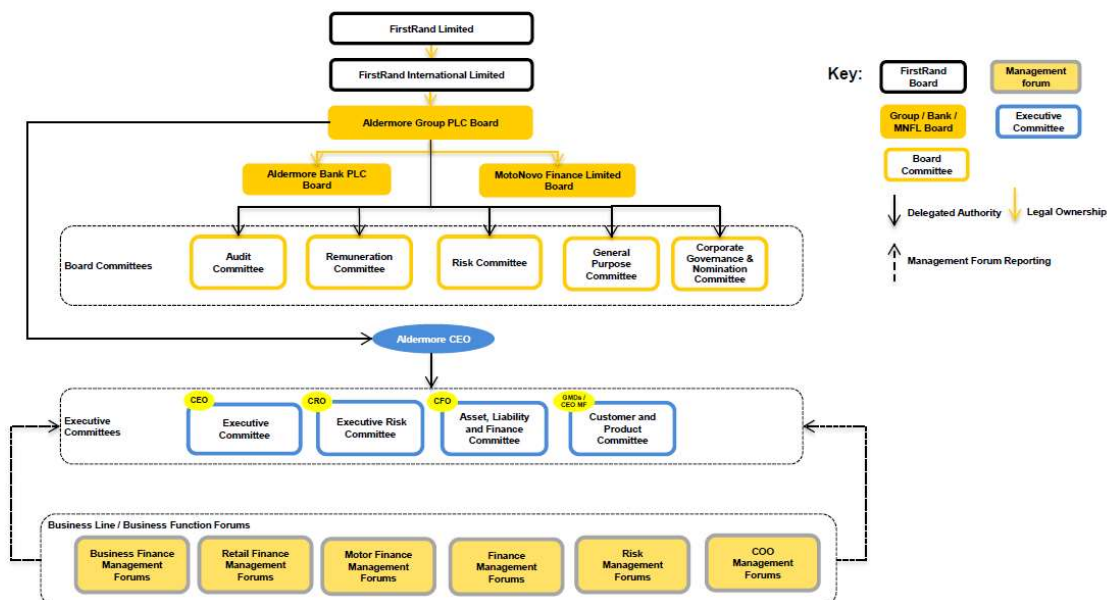 FirstRand Limited
FirstRand International Limited
Aldermore Group PLC Board
Aldermore Bank PLC
Board
MotoNovo Finance Limited
Board
Board Committees
Audit
Committee
Remuneration
Committee
Risk Committee
General
Purpose
Committee
Corporate
Governance &
Nomination
Committee
Aldermore CEO
Executive
Committees
CEO
Executive
Committee
CRO
Executive Risk
Committee
CFO
Asset, Liability
and Finance
Committee
GMDs /
CEO MF
Customer and
Product
Committee
Business Line / Business Function Forums
Business Finance
Management
Forums
Retail Finance
Management
Forums
Motor Finance
Management
Forums
Finance
Management
Forums
Risk
Management
Forums
COO
Management
Forums
Key:
FirstRand
Board
Management
forum
Group / Bank /
MNFL Board
Executive
Committee
Board
Committee
Delegated Authority
Legal Ownership
Management Forum Reporting